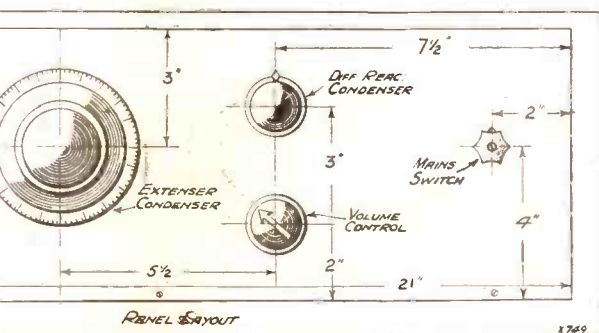 7½"
3"
DIFF REAC.
CONDENSER
2"
3"
MAINS
SWITCH
EXTENSER
CONDENSER
VOLUME
CONTROL
4"
5½
2"
21"
PANEL LAYOUT
X749